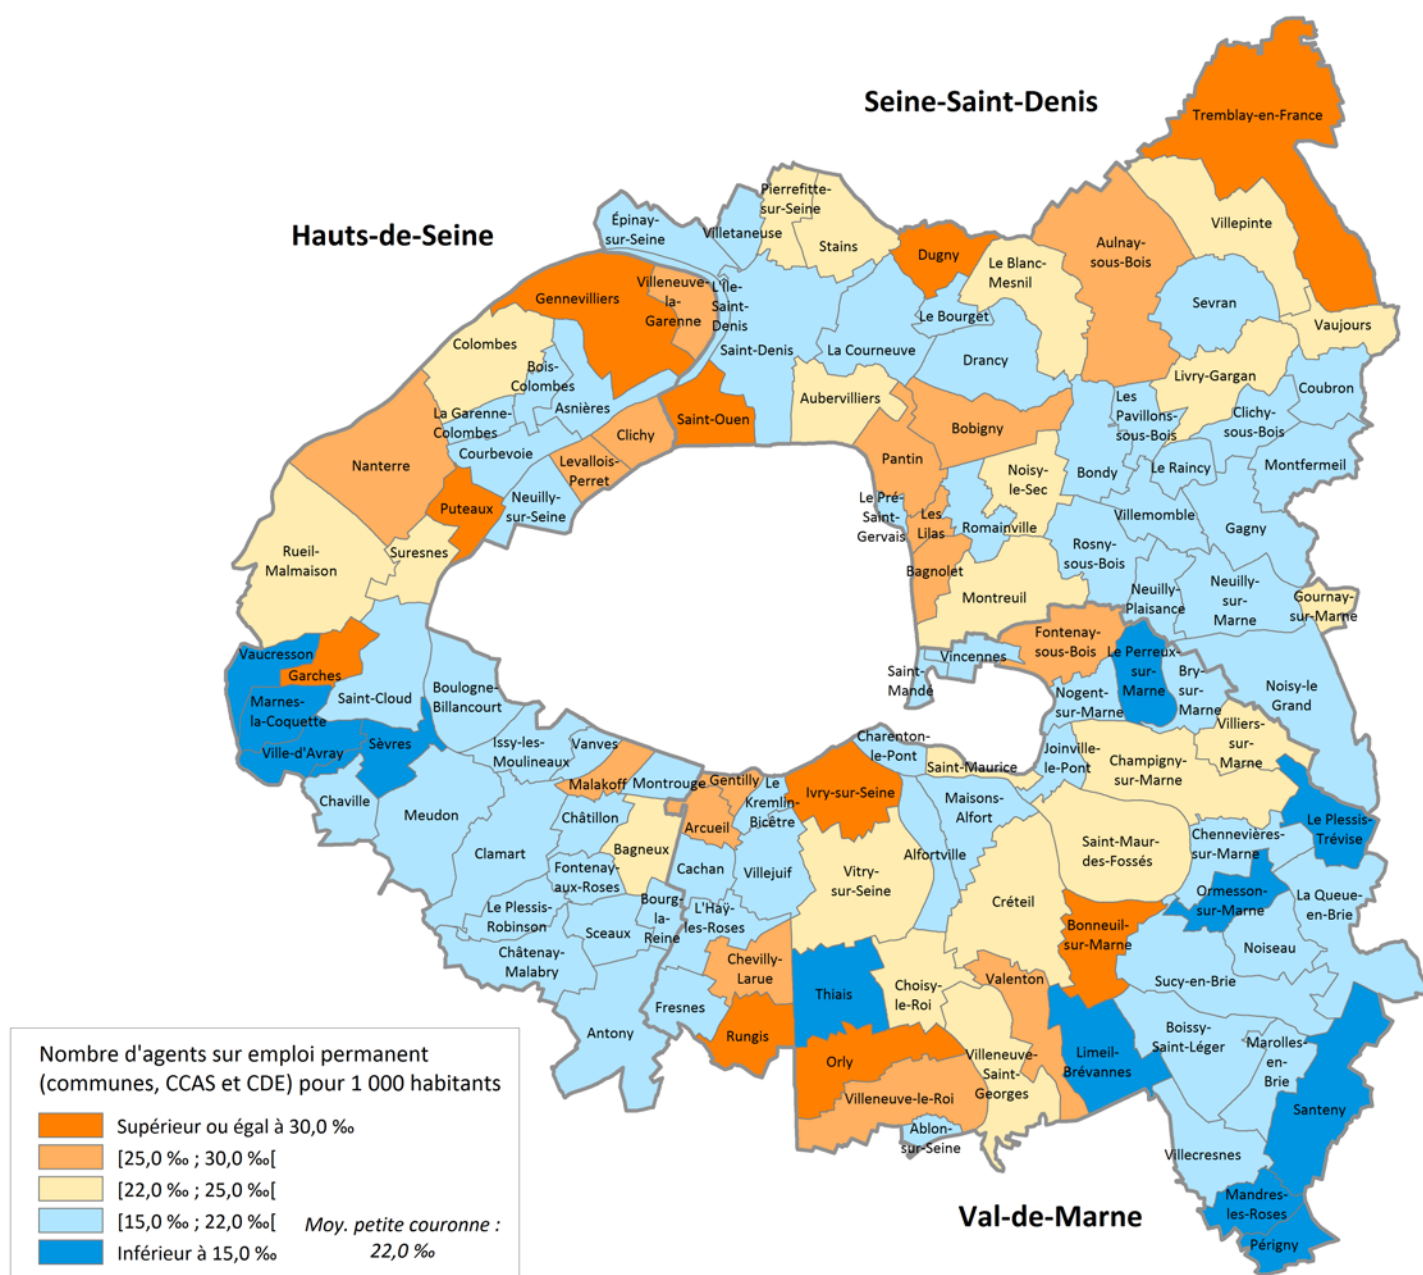 Seine-Saint-Denis
Tremblay-en-France
Hauts-de-Seine
Pierrefitte-
sur-Seine
Épinay-
sur-Seine
Villetaneuse
Stains
Dugny
Le Blanc-
Mesnil
Aulnay-
sous-Bois
Villepinte
Sevran
Vaujours
Gennevilliers
Villeneuve-
la-
Garenne
L'Île-
Saint-
Denis
Saint-Denis
La Courneuve
Le Bourget
Drancy
Livry-Gargan
Coubron
Colombes
Bois-
Colombes
Asnières
La Garenne-
Colombes
Courbevoie
Clichy
Levallois-
Perret
Neuilly-
sur-Seine
Saint-Ouen
Aubervilliers
Bobigny
Pantin
Les
Pavillons-
sous-Bois
Clichy-
sous-Bois
Montfermeil
Nanterre
Puteaux
Noisy-
le-Sec
Bondy
Le Raincy
Le Pré-
Saint-
Gervais
Les
Lilas
Romainville
Villemomble
Gagny
Rueil-
Malmaison
Suresnes
Bagnolet
Rosny-
sous-Bois
Montreuil
Neuilly-
Plaisance
Neuilly-
sur-
Marne
Gournay-
sur-Marne
Vaucresson
Garches
Marnes-
la-Coquette
Saint-Cloud
Boulogne-
Billancourt
Ville-d'Avray
Sèvres
Fontenay-
sous-Bois
Vincennes
Saint-
Mandé
Le Perreux-
sur-
Marne
Nogent-
sur-Marne
Bry-
sur-
Marne
Noisy-le
Grand
Chaville
Meudon
Issy-les-
Moulineaux
Vanves
Malakoff
Montrouge
Gentilly
Le
Kremlin-
Bicêtre
Arcueil
Ivry-sur-Seine
Charenton-
le-Pont
Saint-Maurice
Joinville-
le-Pont
Champigny-
sur-Marne
Villiers-
sur-
Marne
Le Plessis-
Trévise
Châtillon
Clamart
Bagneux
Fontenay-
aux-Roses
Cachan
Villejuif
Vitry-
sur-Seine
Alfortville
Maisons-
Alfort
Saint-Maur-
des-Fossés
Chennevières-
sur-Marne
Ormesson-
sur-Marne
La Queue-
en-Brie
Le Plessis-
Robinson
Sceaux
Bourg-
la-
Reine
L'Haÿ-
les-Roses
Châtenay-
Malabry
Antony
Chevilly-
Larue
Fresnes
Rungis
Thiais
Choisy-
le-Roi
Créteil
Bonneuil-
sur-Marne
Noiseau
Sucy-en-Brie
Valenton
Orly
Villeneuve-le-Roi
Villeneuve-
Saint-
Georges
Ablon-
sur-Seine
Limeil-
Brévannes
Boissy-
Saint-Léger
Marolles-
en-
Brie
Santeny
Villecresnes
Mandres-
les-Roses
Périgny
Val-de-Marne
Nombre d'agents sur emploi permanent
(communes, CCAS et CDE) pour 1 000 habitants
Supérieur ou égal à 30,0 ‰
[25,0 ‰ ; 30,0 ‰[
[22,0 ‰ ; 25,0 ‰[
[15,0 ‰ ; 22,0 ‰[
Inférieur à 15,0 ‰
Moy. petite couronne :
22,0 ‰